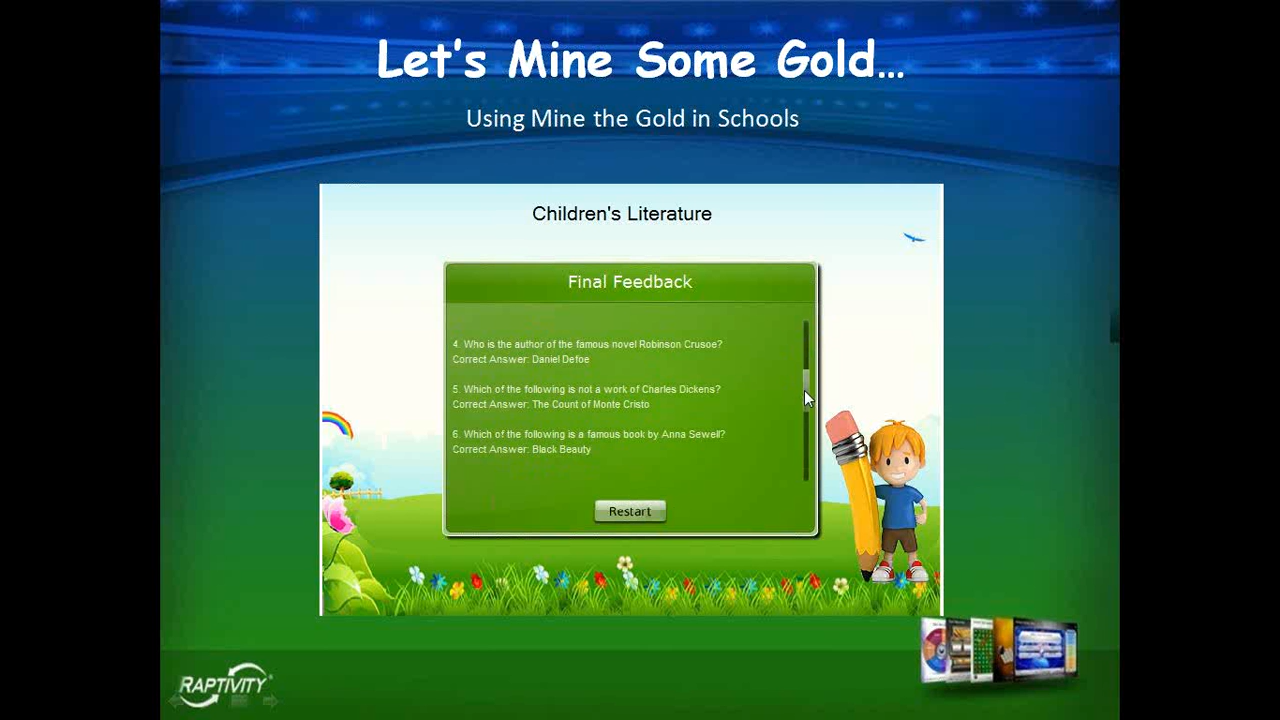 Let's Mine Some Gold…
Using Mine the Gold in Schools
Children's Literature
Final Feedback
4. Who is the author of the famous novel Robinson Crusoe?
Correct Answer: Daniel Defoe
5. Which of the following is not a work of Charles Dickens?
Correct Answer: The Count of Monte Cristo
6. Which of the following is a famous book by Anna Sewell?
Correct Answer: Black Beauty
Restart
RAPTIVITY